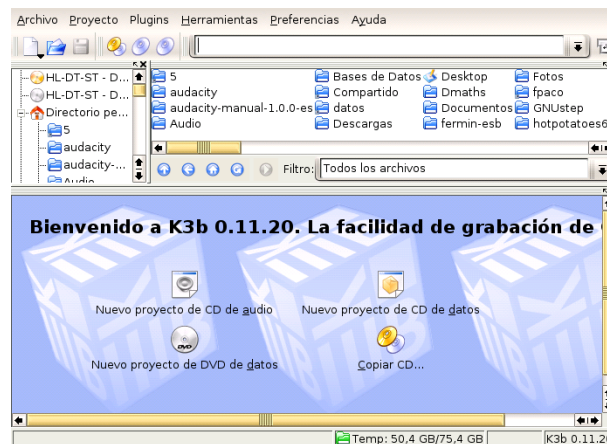 Archivo Proyecto Plugins Herramientas Preferencias Ayuda
HL-DT-ST - D...
HL-DT-ST - D...
Directorio pe...
5
audacity
audacity-...
Audio
5 Bases de Datos Desktop Fotos
audacity Compartido Dmaths fpaco
audacity-manual-1.0.0-es datos Documentos GNUstep
Audio Descargas fermin-esb hotpotatoes6
Filtro: Todos los archivos
Bienvenido a K3b 0.11.20. La facilidad de grabación de
Nuevo proyecto de CD de audio Nuevo proyecto de CD de datos
DVD
Nuevo proyecto de DVD de datos Copiar CD...
Temp: 50,4 GB/75,4 GB K3b 0.11.2